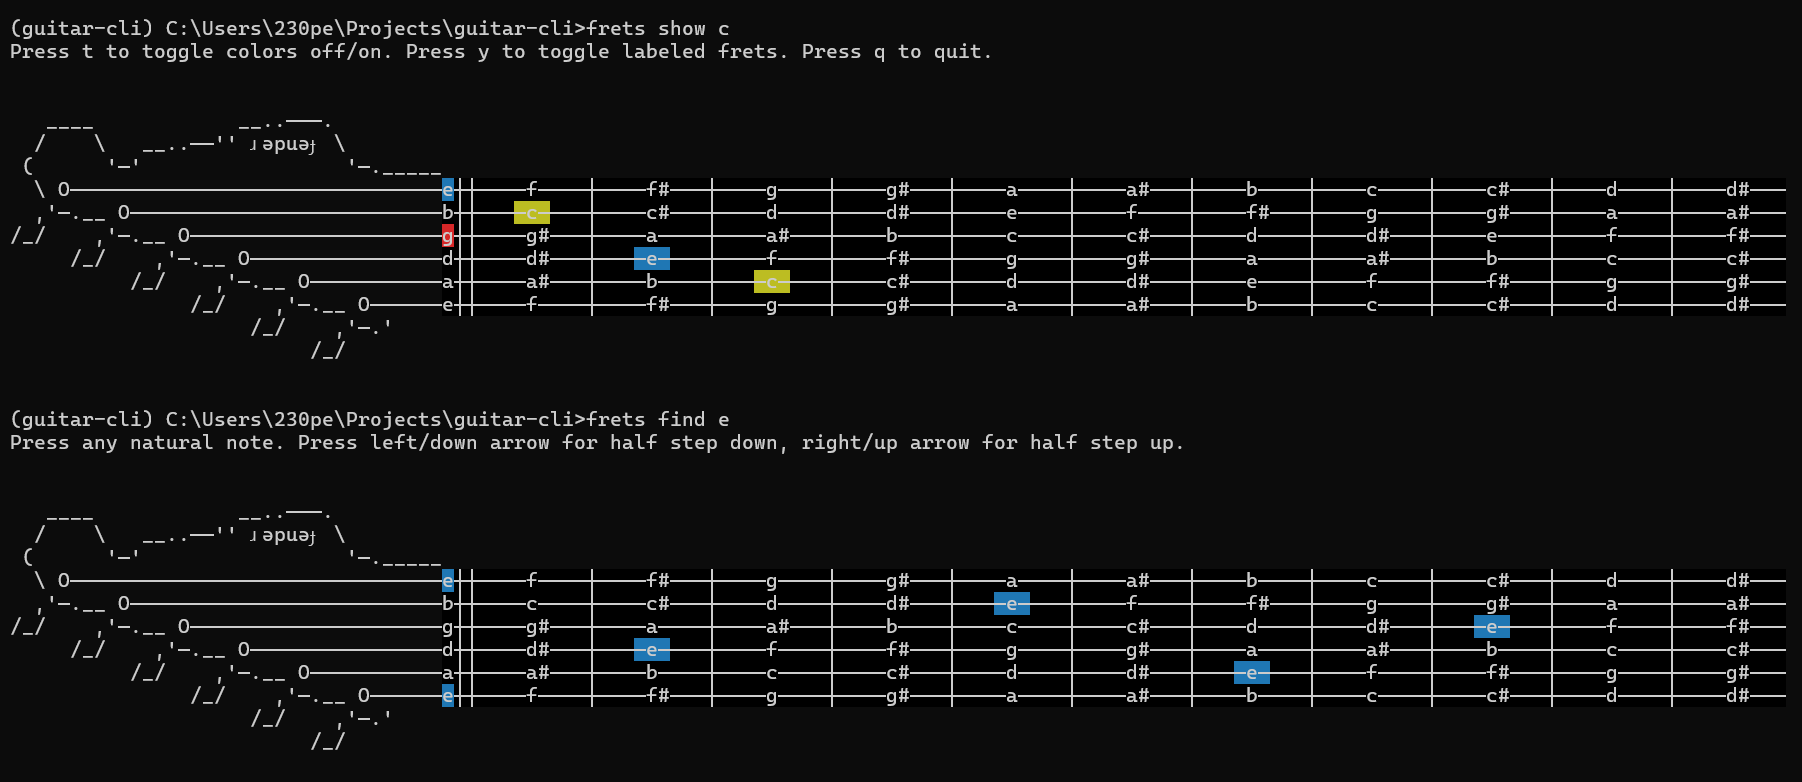 (guitar-cli) C:\Users\230pe\Projects\guitar-cli>frets show c
Press t to toggle colors off/on. Press y to toggle labeled frets. Press q to quit.
ɹǝpuǝɟ
O e f f# g g# a a# b c c# d d#
O b c c# d d# e f f# g g# a a#
O g g# a a# b c c# d d# e f f#
O d d# e f f# g g# a a# b c c#
O a a# b c c# d d# e f f# g g#
O e f f# g g# a a# b c c# d d#
(guitar-cli) C:\Users\230pe\Projects\guitar-cli>frets find e
Press any natural note. Press left/down arrow for half step down, right/up arrow for half step up.
ɹǝpuǝɟ
O e f f# g g# a a# b c c# d d#
O b c c# d d# e f f# g g# a a#
O g g# a a# b c c# d d# e f f#
O d d# e f f# g g# a a# b c c#
O a a# b c c# d d# e f f# g g#
O e f f# g g# a a# b c c# d d#